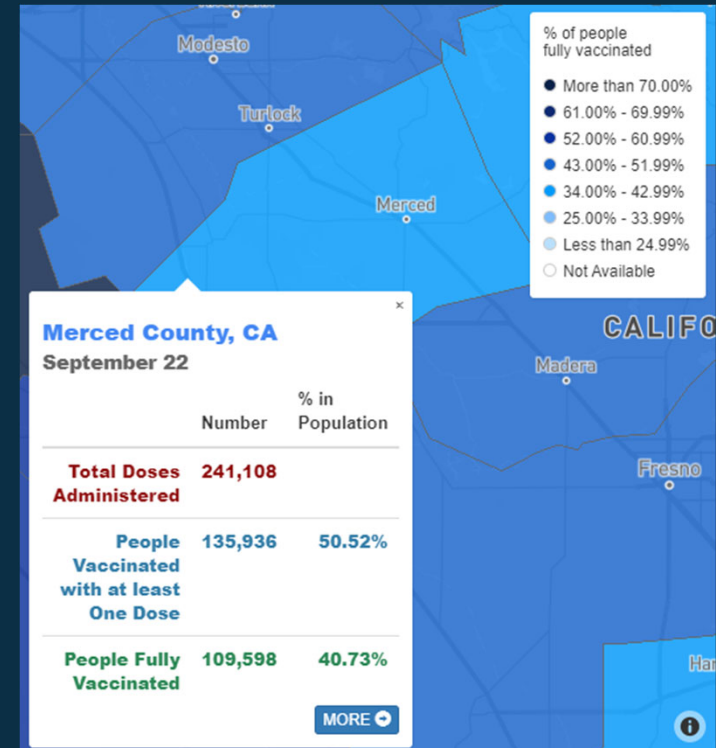 Modesto
Turlock
Merced
% of people
fully vaccinated
More than 70.00%
61.00% - 69.99%
52.00% - 60.99%
43.00% - 51.99%
34.00% - 42.99%
25.00% - 33.99%
Less than 24.99%
Not Available
CALIFO
Madera
Fresno
Har
×
Merced County, CA
September 22
Number
% in
Population
Total Doses 241,108
Administered
People 135,936 50.52%
Vaccinated
with at least
One Dose
People Fully 109,598 40.73%
Vaccinated
MORE